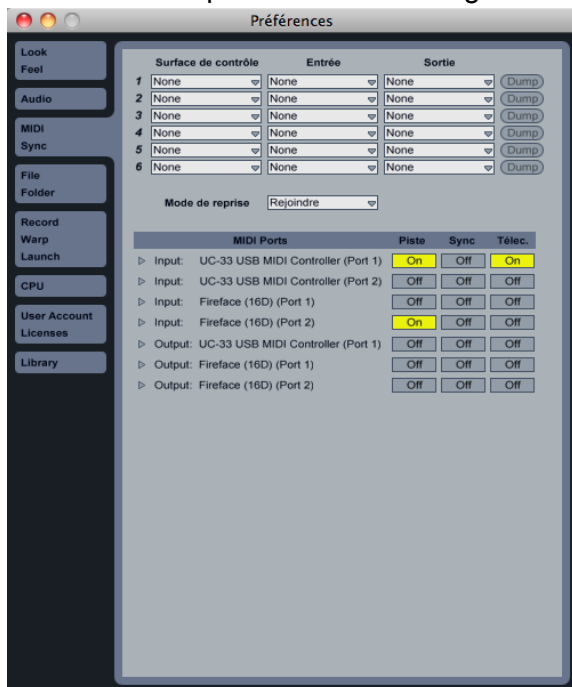 Préférences
Look
Feel
Audio
MIDI
Sync
File
Folder
Record
Warp
Launch
CPU
User Account
Licenses
Library
Surface de contrôle Entrée Sortie
1 None None None Dump
2 None None None Dump
3 None None None Dump
4 None None None Dump
5 None None None Dump
6 None None None Dump
Mode de reprise Rejoindre
MIDI Ports Piste Sync Télec.
Input: UC-33 USB MIDI Controller (Port 1) On Off On
Input: UC-33 USB MIDI Controller (Port 2) Off Off Off
Input: Fireface (16D) (Port 1) Off Off Off
Input: Fireface (16D) (Port 2) On Off Off
Output: UC-33 USB MIDI Controller (Port 1) Off Off Off
Output: Fireface (16D) (Port 1) Off Off Off
Output: Fireface (16D) (Port 2) Off Off Off